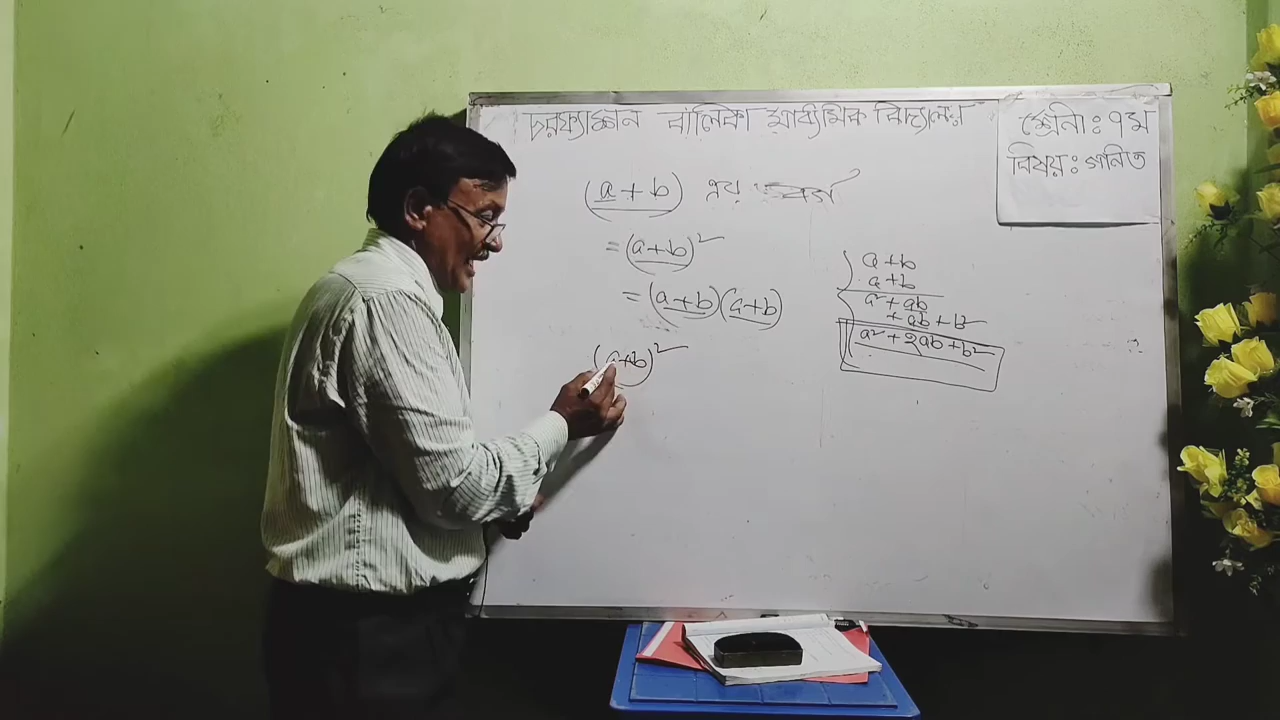 চরফ্যাশন বালিকা মাধ্যমিক বিদ্যালয়
শ্রেনী: ৭ম
বিষয়: গনিত
(a + b) এর বর্গ
= (a+b)²
= (a+b)(a+b)
(a+b)²
a+b
a+b
a² + ab
+ ab + b²
a² + 2ab + b²